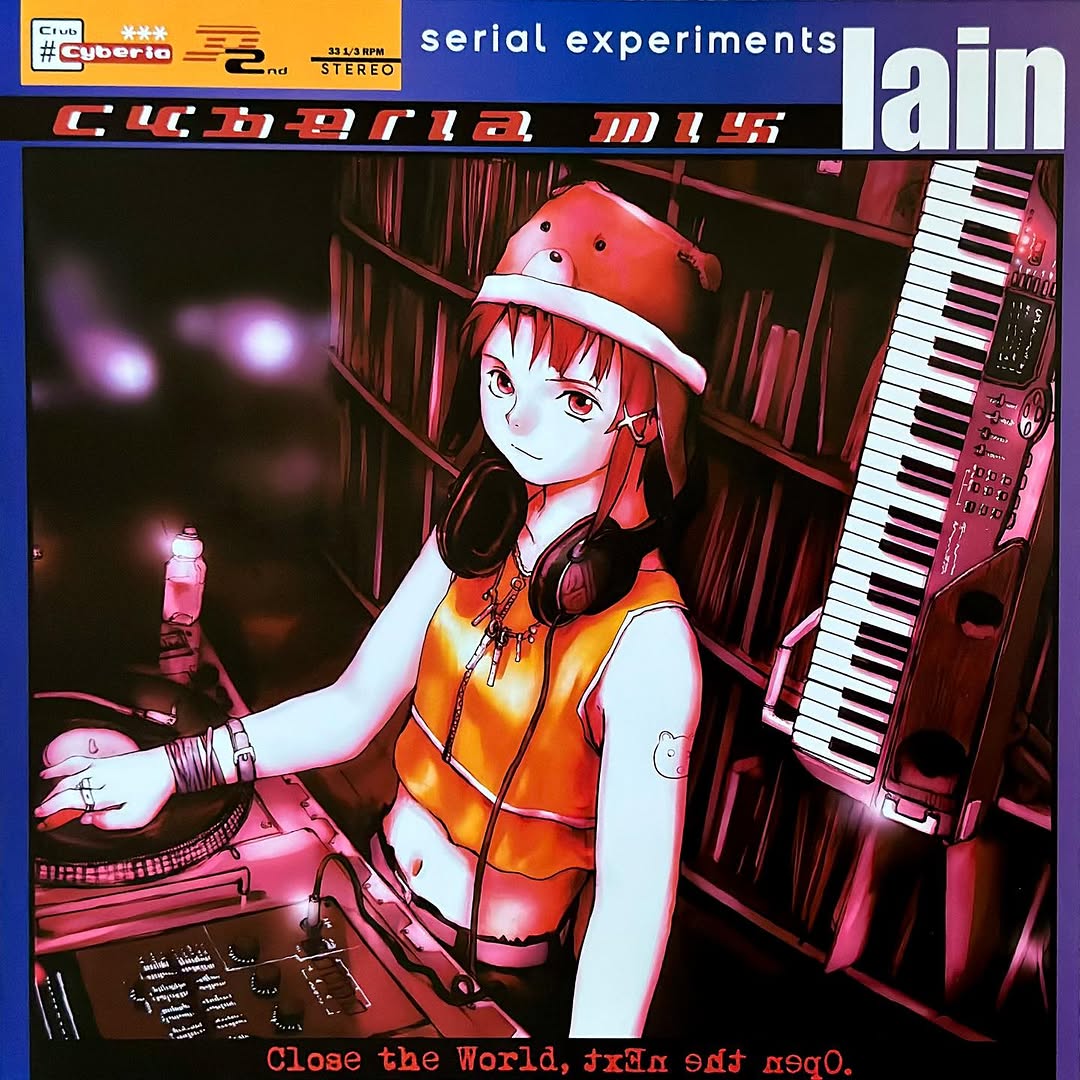 Club
***
# Cyberia
2nd
33 1/3 RPM
STEREO
serial experiments
lain
cyberia mix
Close the World, txEn eht nepO.